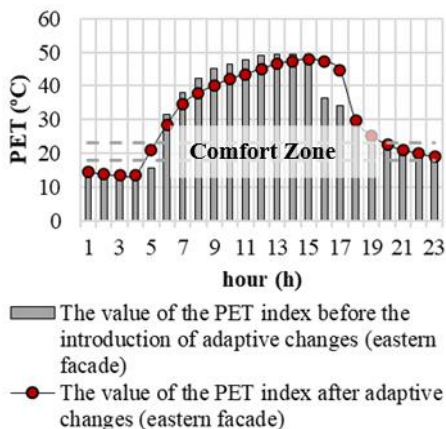 60
50
40
30
20
10
0
PET (°C)
Comfort Zone
1 3 5 7 9 11 13 15 17 19 21 23
hour (h)
The value of the PET index before the
introduction of adaptive changes (eastern
facade)
The value of the PET index after adaptive
changes (eastern facade)